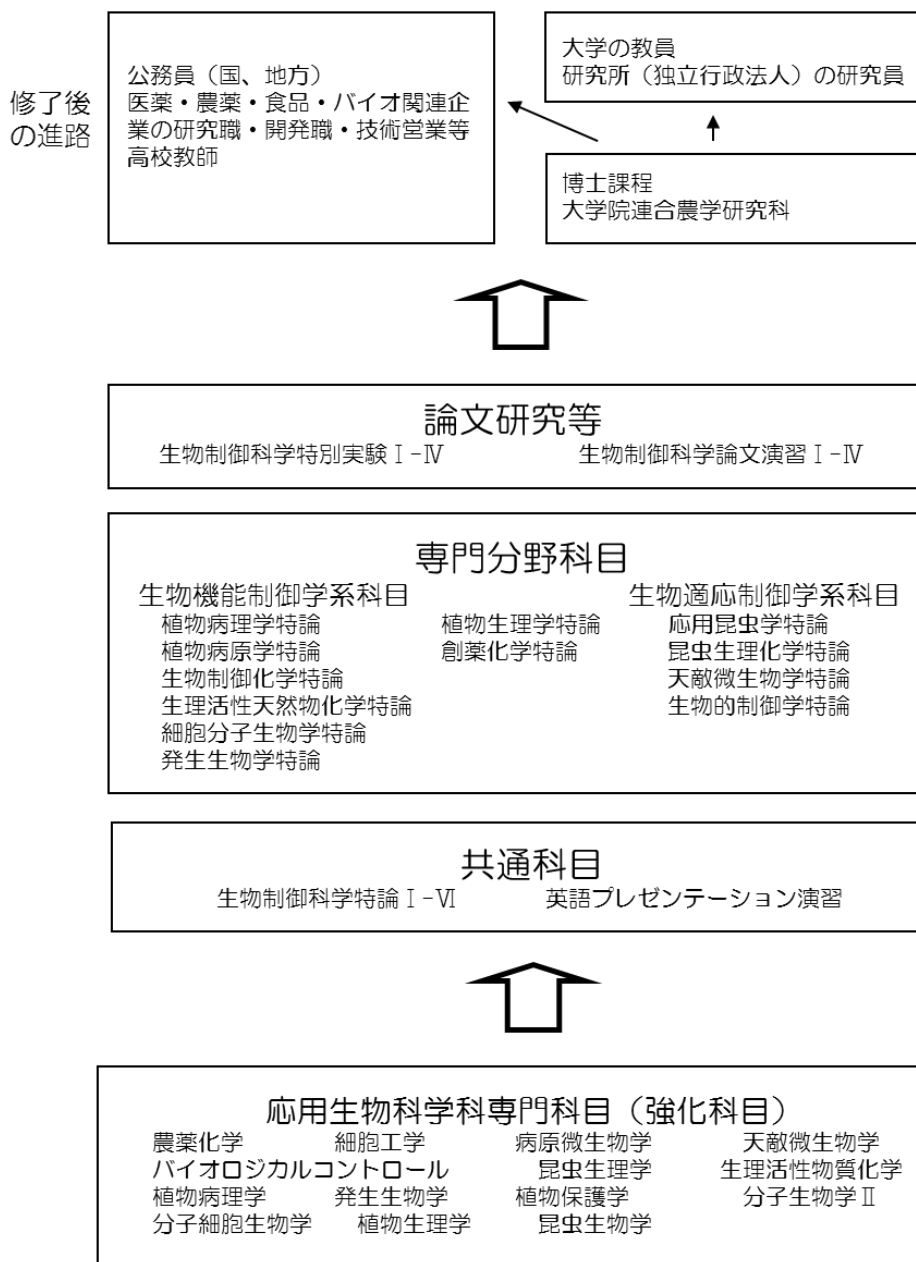 修了後
の進路
公務員（国、地方）
医薬・農薬・食品・バイオ関連企
業の研究職・開発職・技術営業等
高校教師
大学の教員
研究所（独立行政法人）の研究員
博士課程
大学院連合農学研究科
論文研究等
生物制御科学特別実験Ⅰ-Ⅳ 生物制御科学論文演習Ⅰ-Ⅳ
専門分野科目
生物機能制御学系科目 生物適応制御学系科目
植物病理学特論 植物生理学特論 応用昆虫学特論
植物病原学特論 創薬化学特論 昆虫生理化学特論
生物制御化学特論 天敵微生物学特論
生理活性天然物化学特論 生物的制御学特論
細胞分子生物学特論
発生生物学特論
共通科目
生物制御科学特論Ⅰ-Ⅵ 英語プレゼンテーション演習
応用生物科学科専門科目（強化科目）
農薬化学 細胞工学 病原微生物学 天敵微生物学
バイオロジカルコントロール 昆虫生理学 生理活性物質化学
植物病理学 発生生物学 植物保護学 分子生物学Ⅱ
分子細胞生物学 植物生理学 昆虫生物学